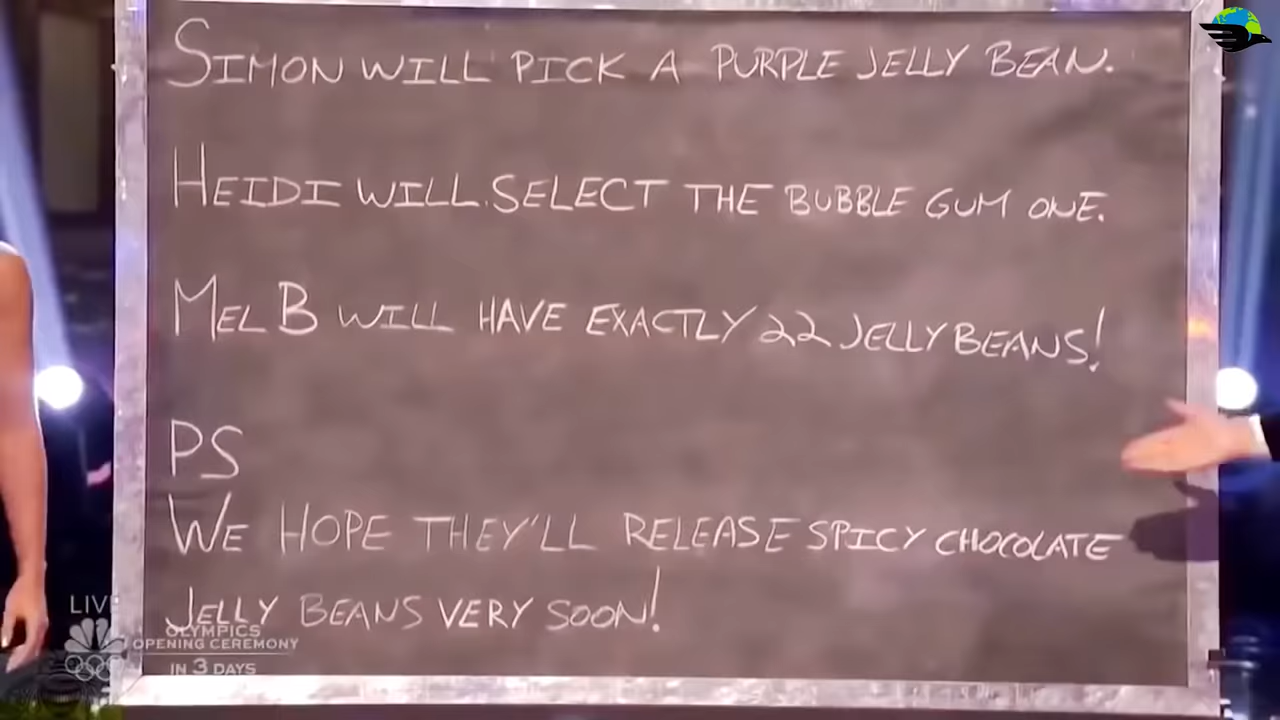 SIMON WILL PICK A PURPLE JELLY BEAN.
HEIDI WILL SELECT THE BUBBLE GUM ONE.
MEL B WILL HAVE EXACTLY 22 JELLY BEANS!
PS
WE HOPE THEY'LL RELEASE SPICY CHOCOLATE
JELLY BEANS VERY SOON!
LIVE
OLYMPICS
OPENING CEREMONY
IN 3 DAYS